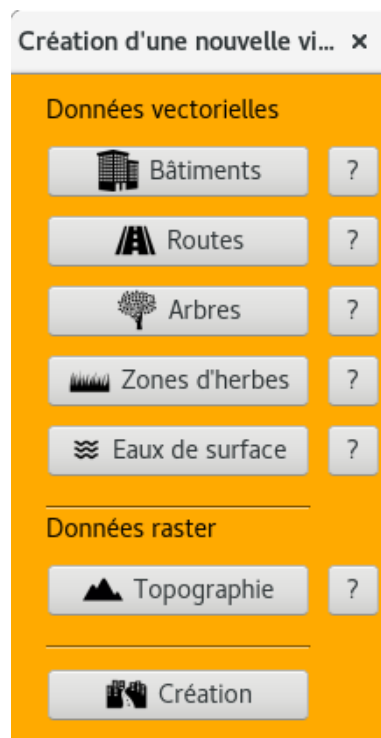 Création d'une nouvelle vi... ×
Données vectorielles
Bâtiments ?
Routes ?
Arbres ?
Zones d'herbes ?
Eaux de surface ?
Données raster
Topographie ?
Création